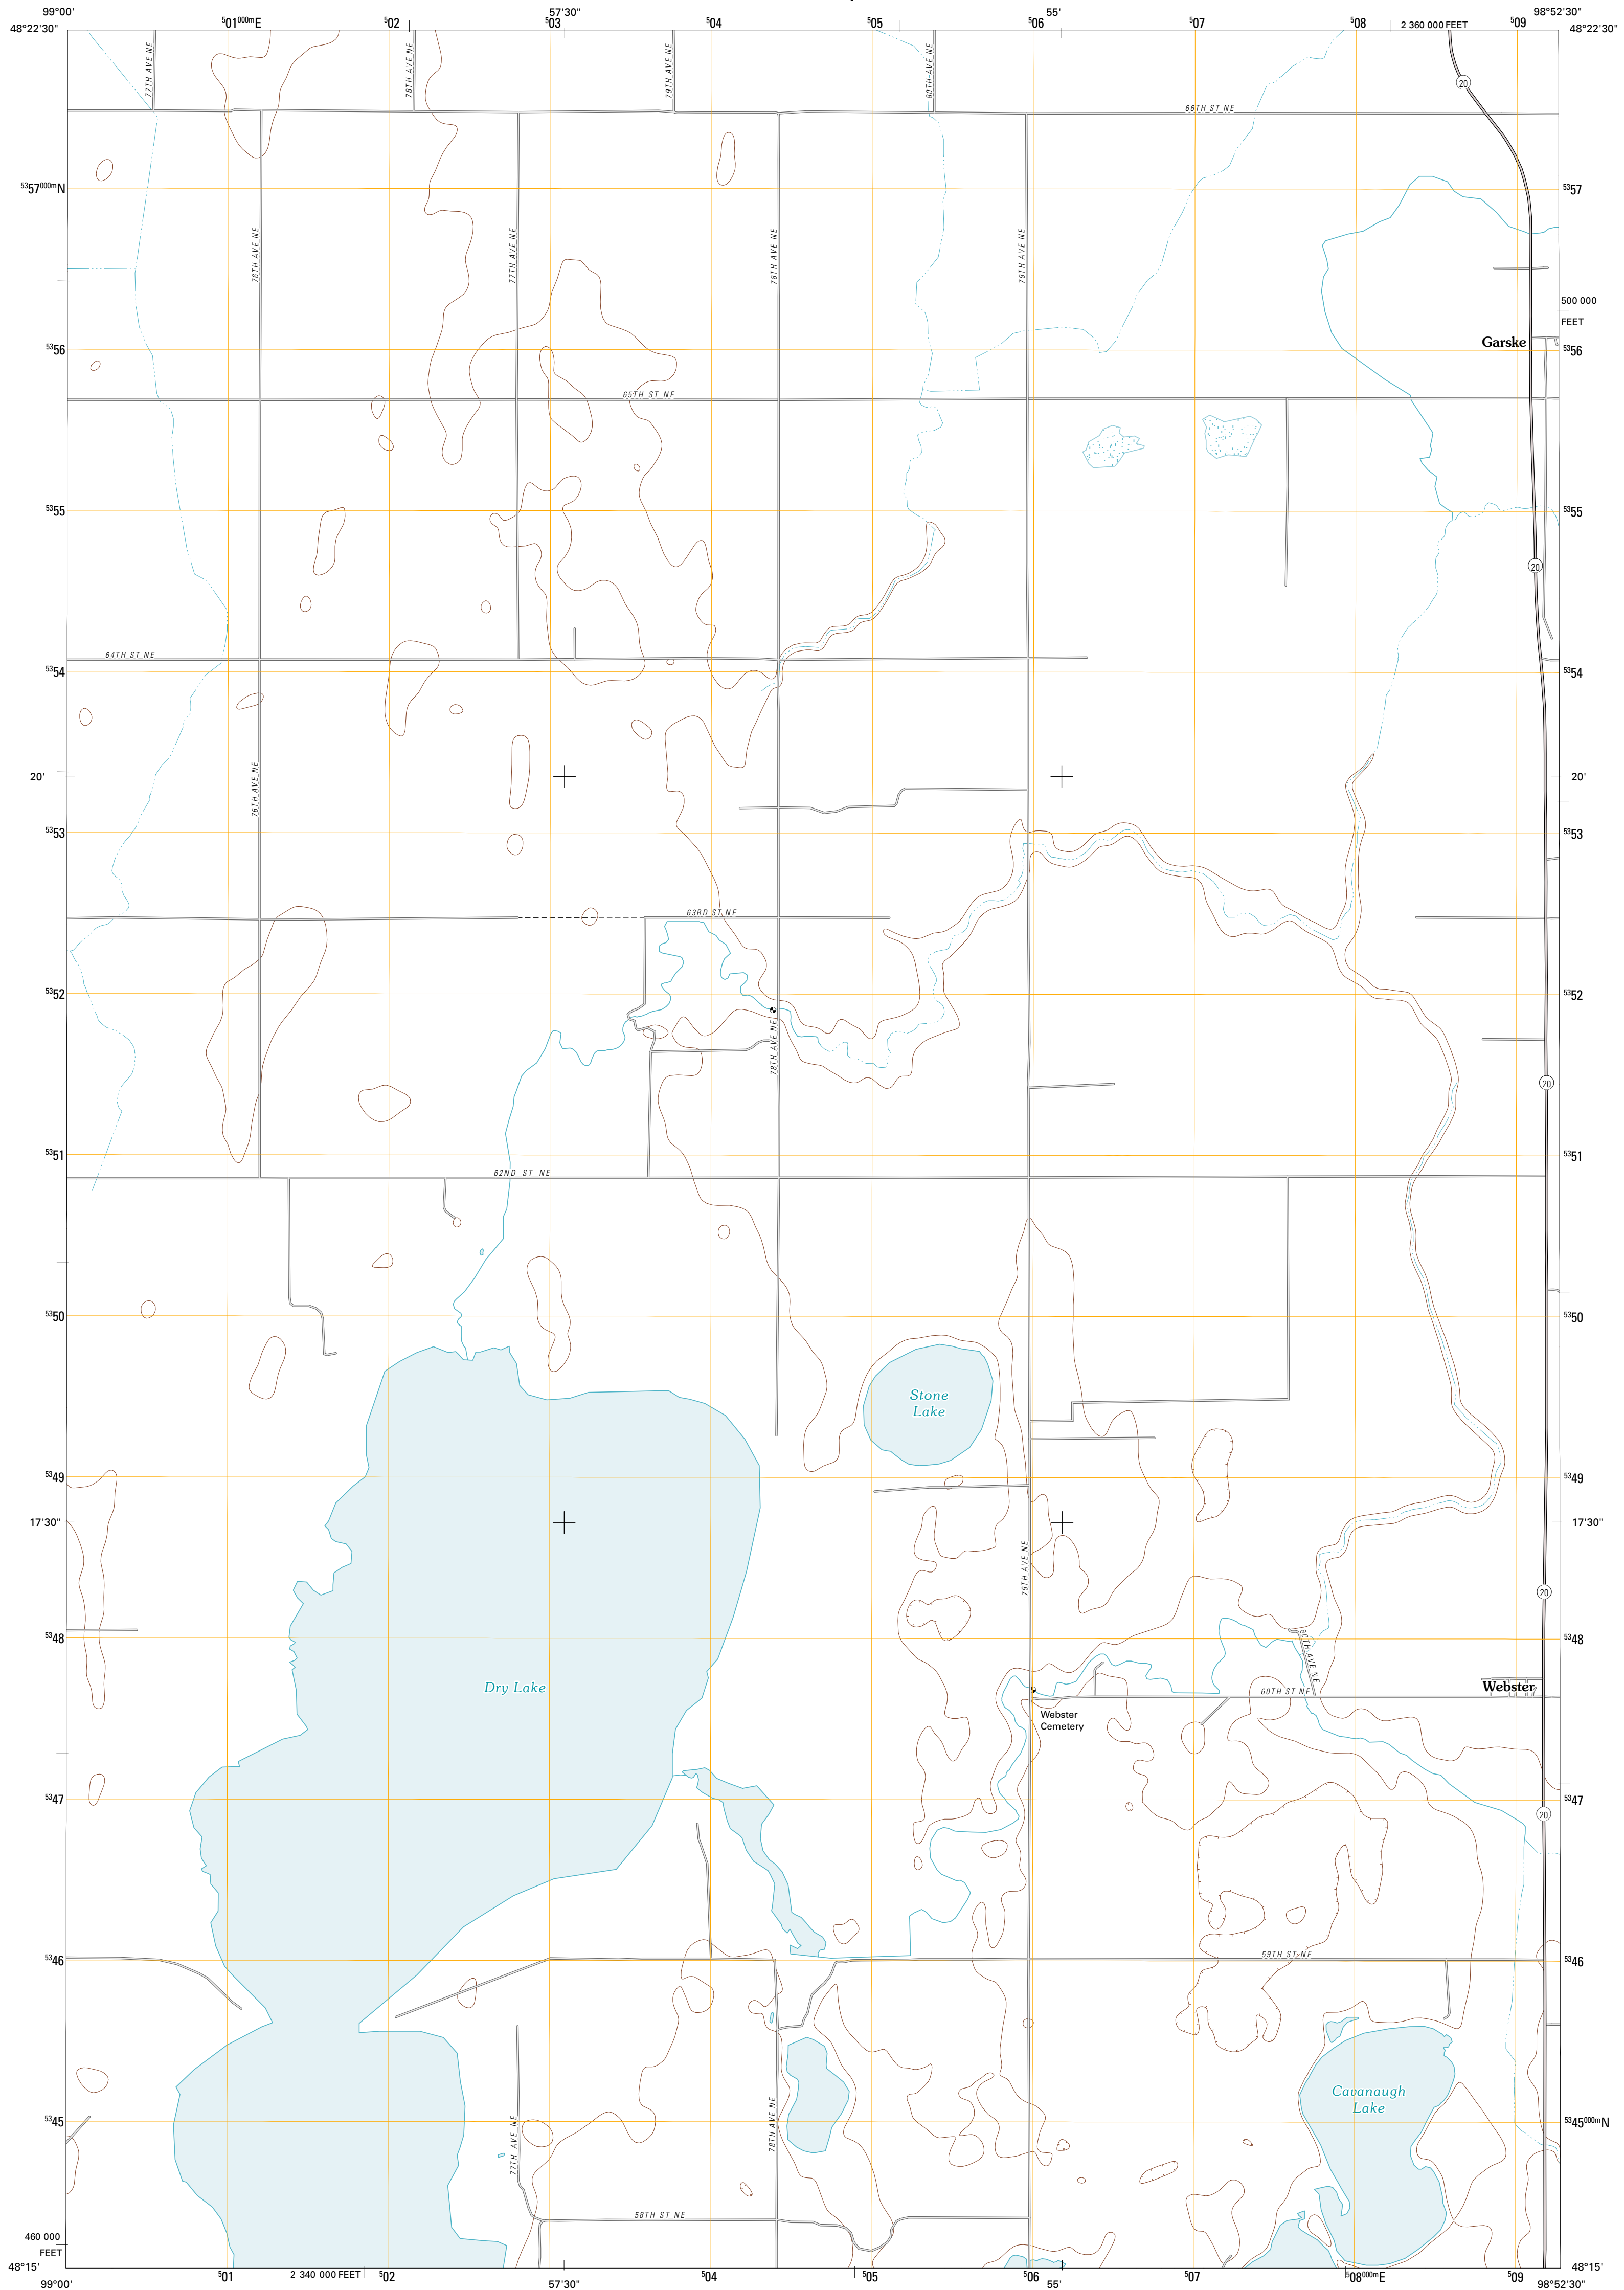 99°00'
⁵01⁰⁰⁰ᵐE
⁵02
57'30"
⁵03
⁵04
⁵05
55'
⁵06
⁵07
⁵08
2 360 000 FEET
⁵09
98°52'30"
48°22'30"
48°22'30"
77TH AVE NE
78TH AVE NE
79TH AVE NE
80TH AVE NE
20
66TH ST NE
⁵³57⁰⁰⁰ᵐN
⁵³57
76TH AVE NE
77TH AVE NE
78TH AVE NE
79TH AVE NE
500 000
FEET
Garske
⁵³56
⁵³56
65TH ST NE
⁵³55
⁵³55
20
64TH ST NE
⁵³54
⁵³54
20'
20'
76TH AVE NE
⁵³53
⁵³53
63RD ST NE
⁵³52
⁵³52
78TH AVE NE
20
⁵³51
⁵³51
62ND ST NE
⁵³50
⁵³50
Stone
Lake
⁵³49
⁵³49
17'30"
17'30"
79TH AVE NE
20
⁵³48
⁵³48
80TH AVE NE
Dry Lake
60TH ST NE
Webster
Webster
Cemetery
⁵³47
⁵³47
20
59TH ST NE
⁵³46
⁵³46
Cavanaugh
Lake
⁵³45
⁵³45⁰⁰⁰ᵐN
77TH AVE NE
78TH AVE NE
58TH ST NE
460 000
FEET
48°15'
48°15'
99°00'
⁵01
2 340 000 FEET
⁵02
57'30"
⁵04
⁵05
⁵06
55'
⁵07
⁵08⁰⁰⁰ᵐE
⁵09
98°52'30"